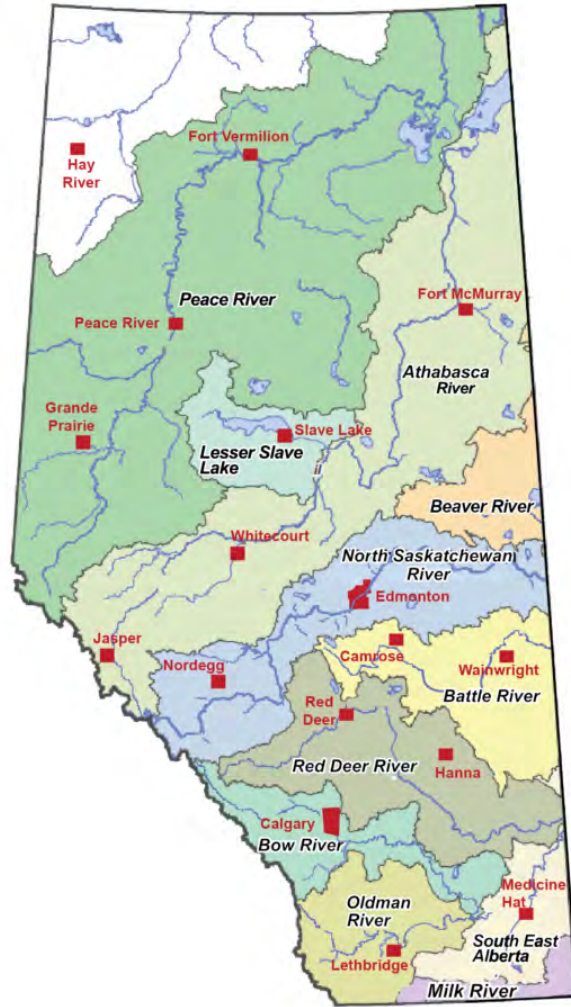 Fort Vermilion
Hay
River
Peace River
Fort McMurray
Peace River
Athabasca
River
Grande
Prairie
Slave Lake
Lesser Slave
Lake
Beaver River
Whitecourt
North Saskatchewan
River
Edmonton
Jasper
Camrose
Nordegg
Wainwright
Battle River
Red
Deer
Red Deer River
Hanna
Calgary
Bow River
Medicine
Hat
Oldman
River
South East
Alberta
Lethbridge
Milk River